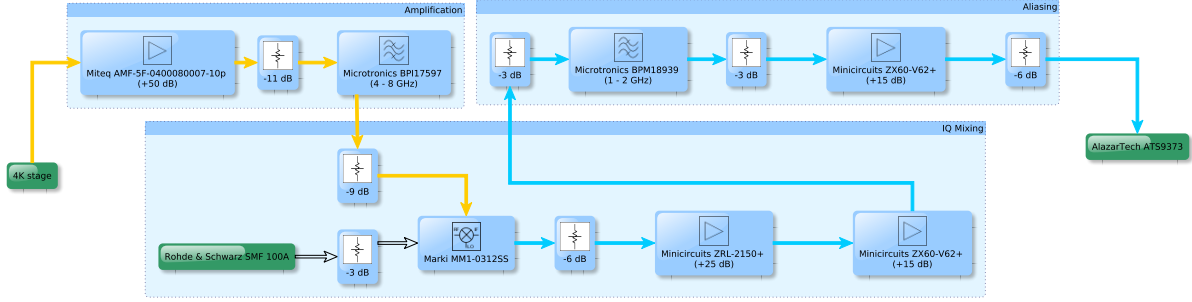 Amplification
Miteq AMF-5F-0400080007-10p
(+50 dB)
-11 dB
Microtronics BPI17597
(4 - 8 GHz)
Aliasing
-3 dB
Microtronics BPM18939
(1 - 2 GHz)
-3 dB
Minicircuits ZX60-V62+
(+15 dB)
-6 dB
4K stage
AlazarTech ATS9373
IQ Mixing
-9 dB
Rohde & Schwarz SMF 100A
-3 dB
Marki MM1-0312SS
-6 dB
Minicircuits ZRL-2150+
(+25 dB)
Minicircuits ZX60-V62+
(+15 dB)